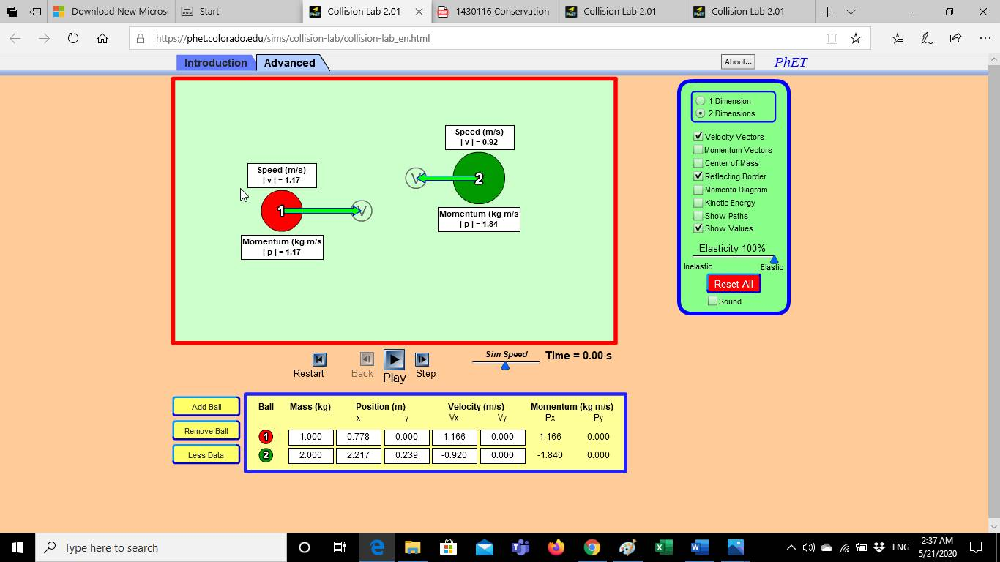 Download New Micros
Start
Collision Lab 2.01
1430116 Conservation
Collision Lab 2.01
Collision Lab 2.01
https://phet.colorado.edu/sims/collision-lab/collision-lab_en.html
Introduction
Advanced
About...
PhET
Speed (m/s)
| v | = 1.17
1
V
Momentum (kg m/s
| p | = 1.17
Speed (m/s)
| v | = 0.92
V
2
Momentum (kg m/s
| p | = 1.84
1 Dimension
2 Dimensions
Velocity Vectors
Momentum Vectors
Center of Mass
Reflecting Border
Momenta Diagram
Kinetic Energy
Show Paths
Show Values
Elasticity 100%
Inelastic Elastic
Reset All
Sound
Restart
Back
Play
Step
Sim Speed
Time = 0.00 s
Add Ball
Remove Ball
Less Data
Ball Mass (kg) Position (m) Velocity (m/s) Momentum (kg m/s)
x y Vx Vy Px Py
1 1.000 0.778 0.000 1.166 0.000 1.166 0.000
2 2.000 2.217 0.239 -0.920 0.000 -1.840 0.000
Type here to search
ENG
2:37 AM
5/21/2020